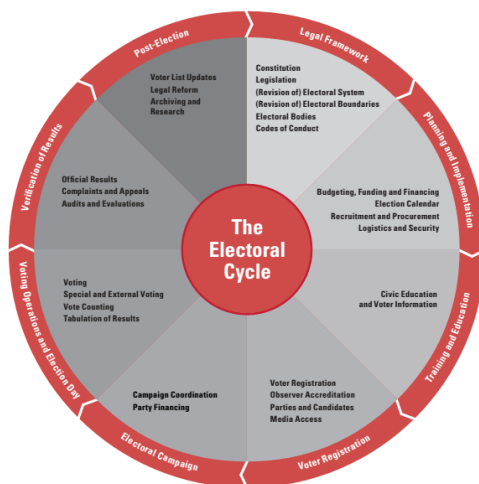 The
Electoral
Cycle
Legal Framework
Constitution
Legislation
(Revision of) Electoral System
(Revision of) Electoral Boundaries
Electoral Bodies
Codes of Conduct
Planning and Implementation
Budgeting, Funding and Financing
Election Calendar
Recruitment and Procurement
Logistics and Security
Training and Education
Civic Education
and Voter Information
Voter Registration
Voter Registration
Observer Accreditation
Parties and Candidates
Media Access
Electoral Campaign
Campaign Coordination
Party Financing
Voting Operations and Election Day
Voting
Special and External Voting
Vote Counting
Tabulation of Results
Verification of Results
Official Results
Complaints and Appeals
Audits and Evaluations
Post-Election
Voter List Updates
Legal Reform
Archiving and
Research